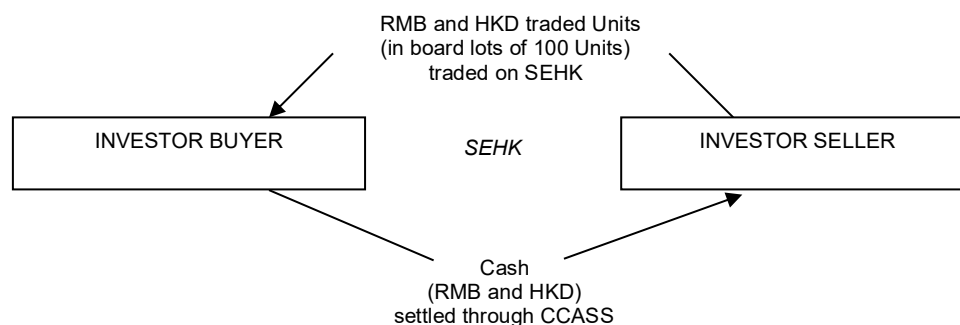 RMB and HKD traded Units
(in board lots of 100 Units)
traded on SEHK
INVESTOR BUYER
SEHK
INVESTOR SELLER
Cash
(RMB and HKD)
settled through CCASS